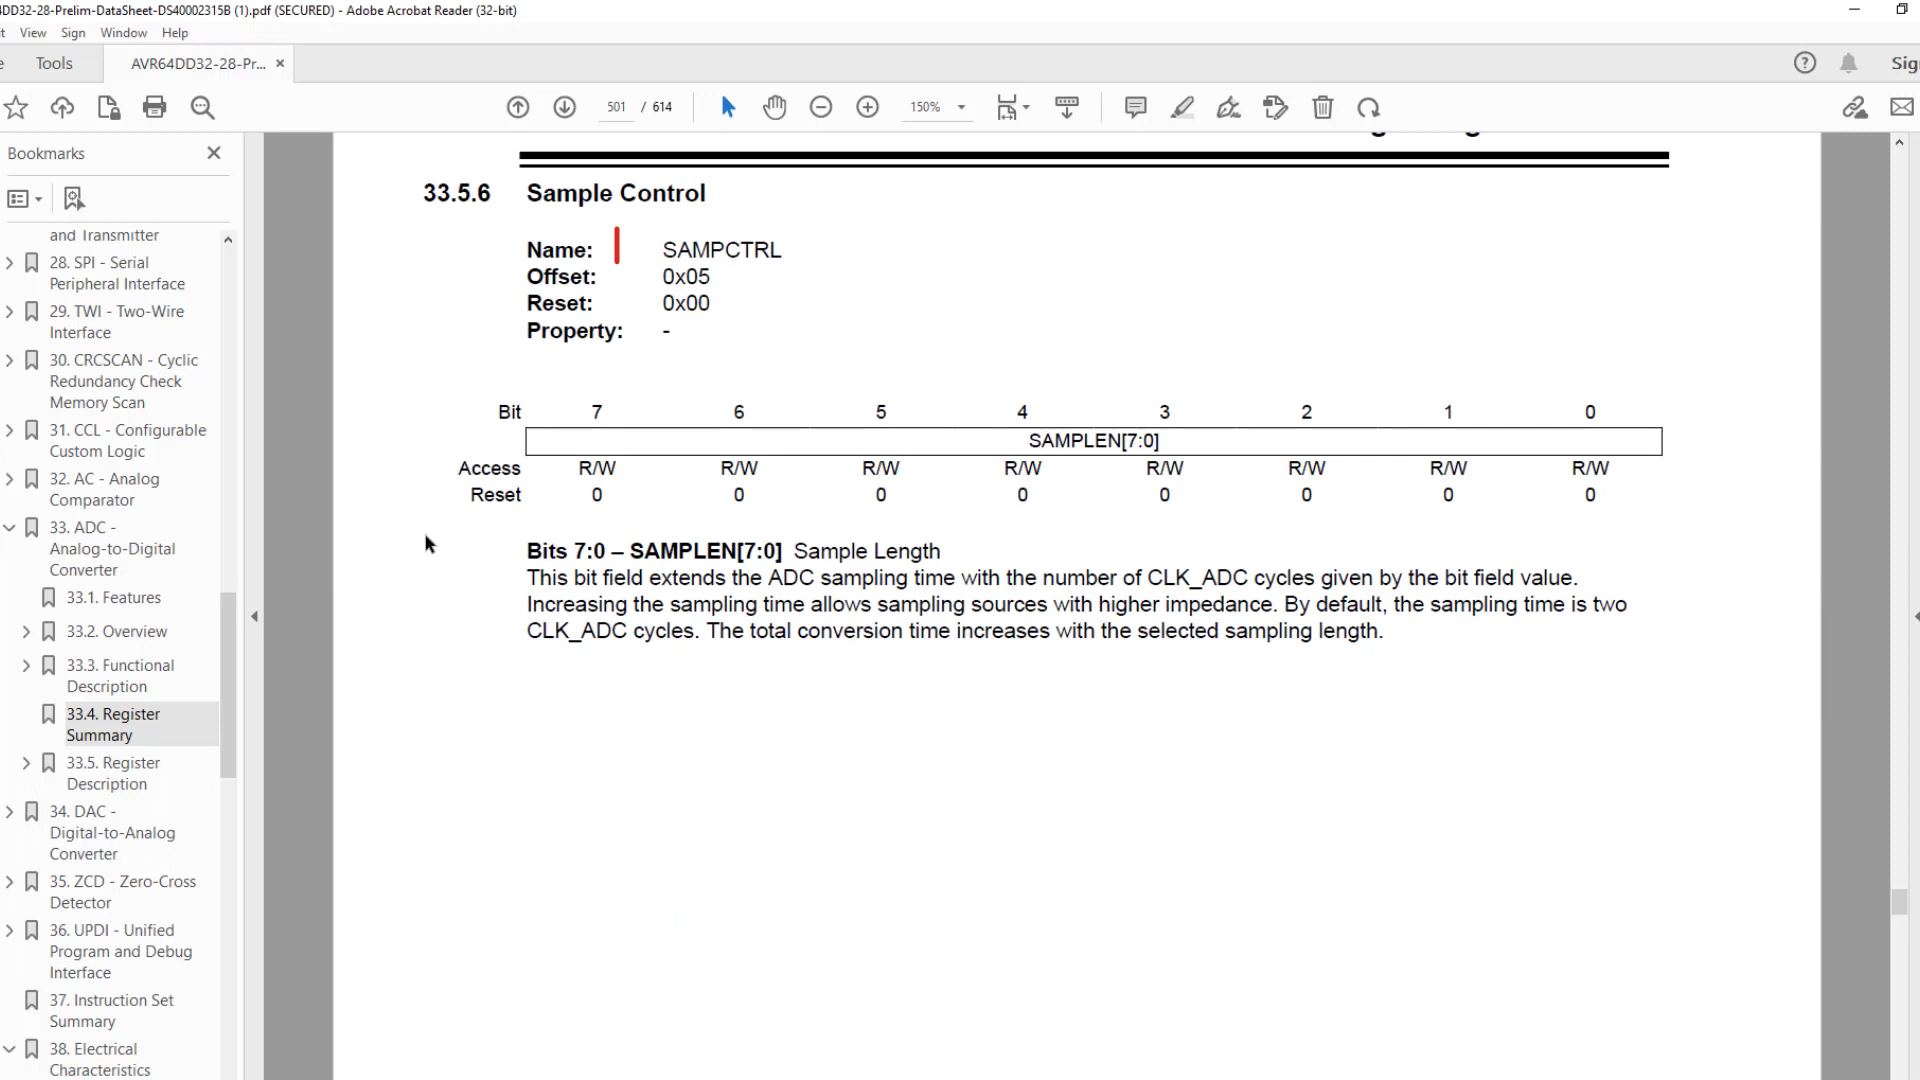 DD32-28-Prelim-DataSheet-DS40002315B (1).pdf (SECURED) - Adobe Acrobat Reader (32-bit)
View Sign Window Help
Tools AVR64DD32-28-Pr... ×
501 / 614 150%
Bookmarks
and Transmitter
28. SPI - Serial
Peripheral Interface
29. TWI - Two-Wire
Interface
30. CRCSCAN - Cyclic
Redundancy Check
Memory Scan
31. CCL - Configurable
Custom Logic
32. AC - Analog
Comparator
33. ADC -
Analog-to-Digital
Converter
33.1. Features
33.2. Overview
33.3. Functional
Description
33.4. Register
Summary
33.5. Register
Description
34. DAC -
Digital-to-Analog
Converter
35. ZCD - Zero-Cross
Detector
36. UPDI - Unified
Program and Debug
Interface
37. Instruction Set
Summary
38. Electrical
Characteristics
33.5.6 Sample Control
Name: SAMPCTRL
Offset: 0x05
Reset: 0x00
Property: -
Bit 7 6 5 4 3 2 1 0
SAMPLEN[7:0]
Access R/W R/W R/W R/W R/W R/W R/W R/W
Reset 0 0 0 0 0 0 0 0
Bits 7:0 – SAMPLEN[7:0] Sample Length
This bit field extends the ADC sampling time with the number of CLK_ADC cycles given by the bit field value.
Increasing the sampling time allows sampling sources with higher impedance. By default, the sampling time is two
CLK_ADC cycles. The total conversion time increases with the selected sampling length.